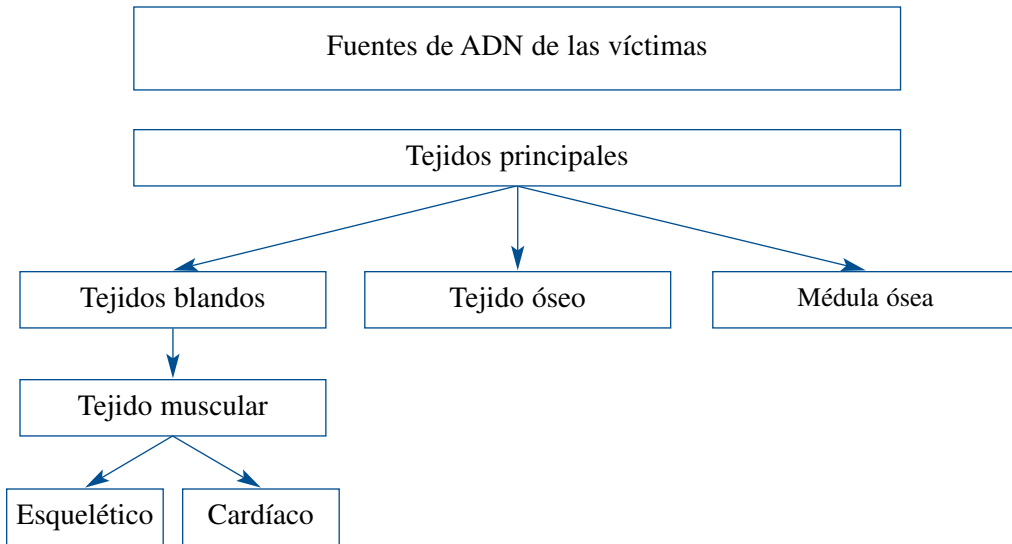 Fuentes de ADN de las víctimas
Tejidos principales
Tejidos blandos
Tejido óseo
Médula ósea
Tejido muscular
Esquelético
Cardíaco